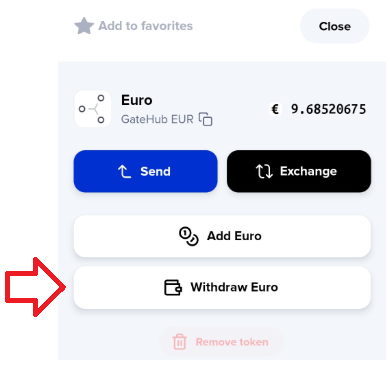 Add to favorites
Close
Euro
GateHub EUR
€ 9.68520675
Send
Exchange
Add Euro
Withdraw Euro
Remove token